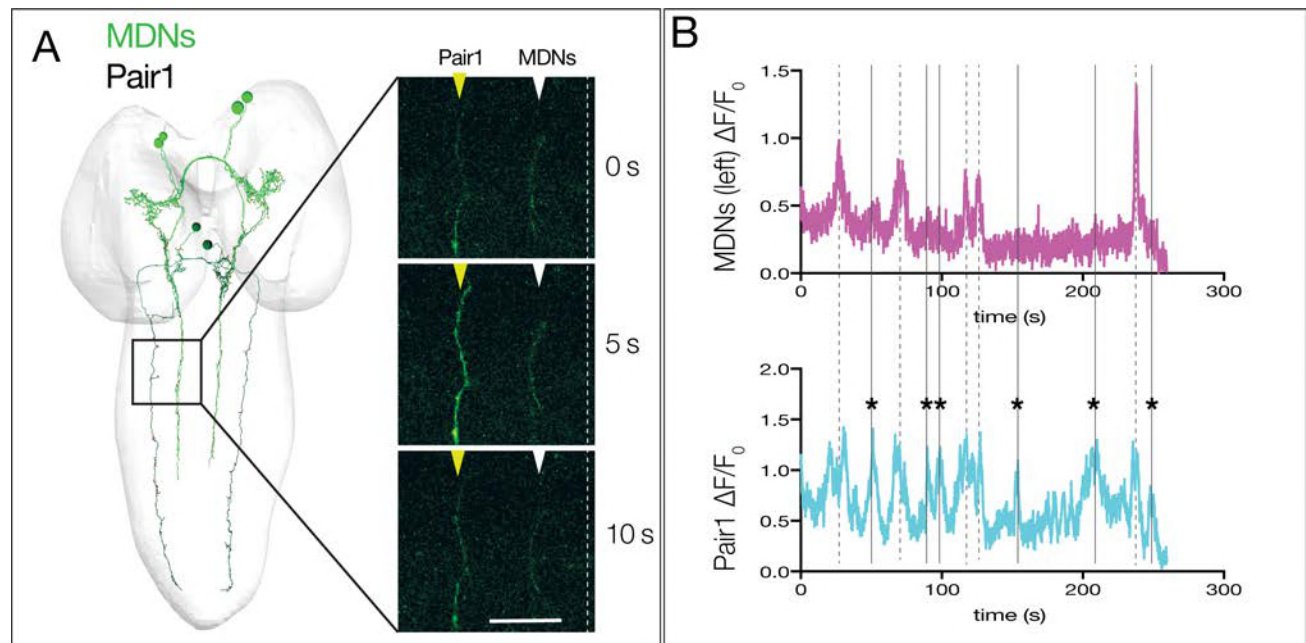 A
MDNs
Pair1
Pair1 MDNs
0 s
5 s
10 s
B
MDNs (left) ΔF/F₀
1.5
1.0
0.5
0.0
0 100 200 300
time (s)
Pair1 ΔF/F₀
2.0
1.5
1.0
0.5
0.0
* * * * * *
0 100 200 300
time (s)